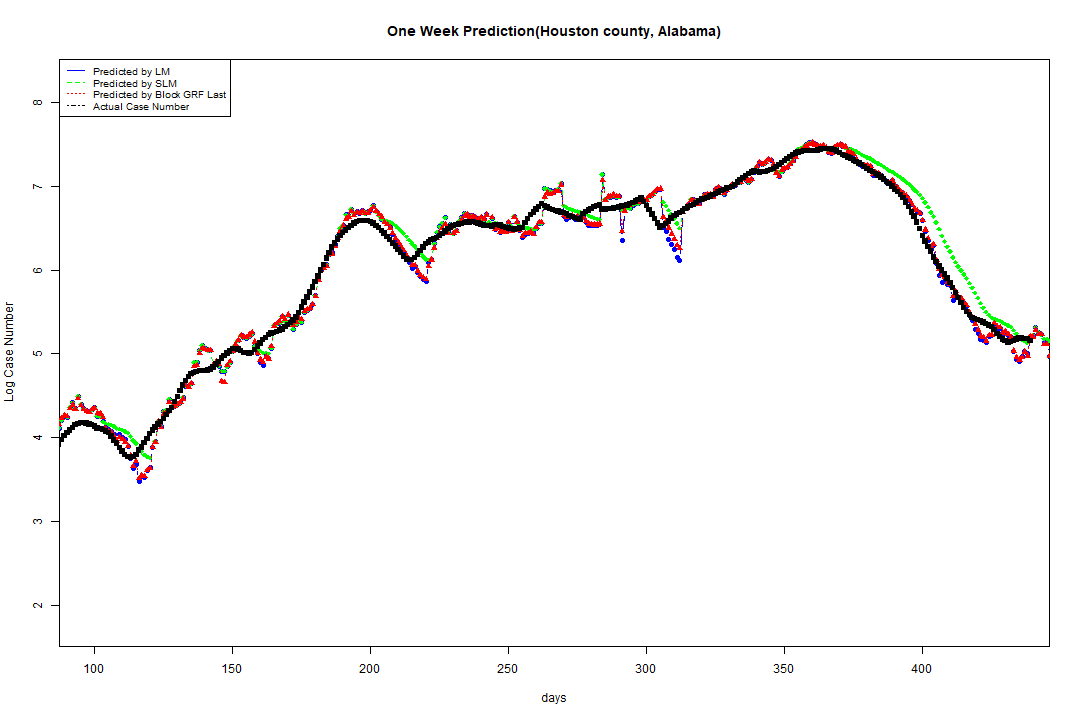 One Week Prediction(Houston county, Alabama)
Predicted by LM
Predicted by SLM
Predicted by Block GRF Last
Actual Case Number
8
7
6
5
4
3
2
Log Case Number
100 150 200 250 300 350 400
days